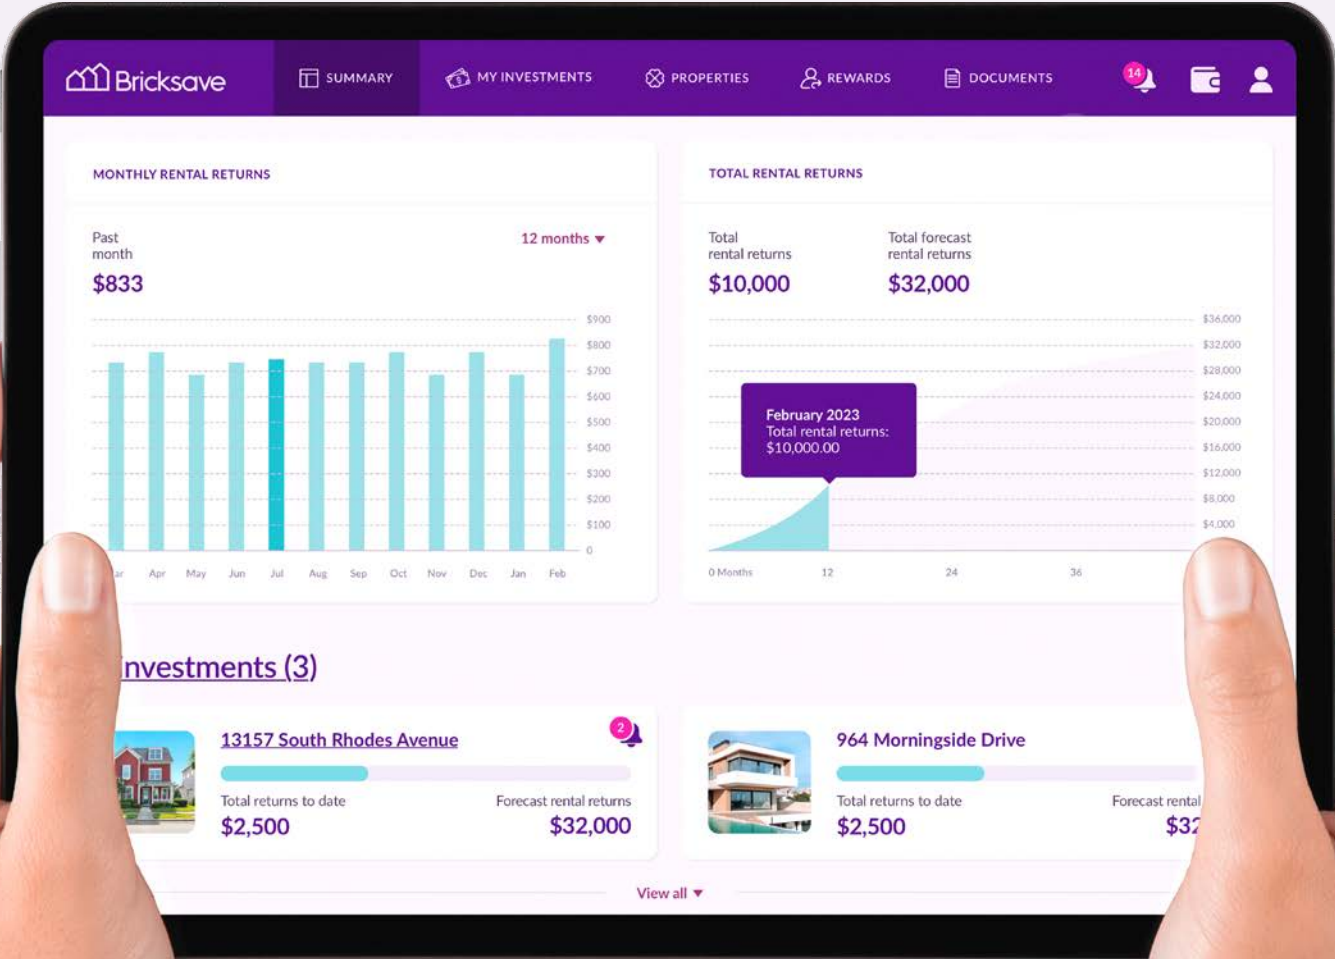 Bricksave
SUMMARY
MY INVESTMENTS
PROPERTIES
REWARDS
DOCUMENTS
14
MONTHLY RENTAL RETURNS
Past
month
$833
12 months
$900
$800
$700
$600
$500
$400
$300
$200
$100
0
Apr May Jun Jul Aug Sep Oct Nov Dec Jan Feb
TOTAL RENTAL RETURNS
Total
rental returns
$10,000
Total forecast
rental returns
$32,000
$36,000
$32,000
$28,000
$24,000
$20,000
$16,000
$12,000
$8,000
$4,000
February 2023
Total rental returns:
$10,000.00
0 Months 12 24 36
investments (3)
13157 South Rhodes Avenue
2
Total returns to date
$2,500
Forecast rental returns
$32,000
964 Morningside Drive
Total returns to date
$2,500
Forecast rental
View all